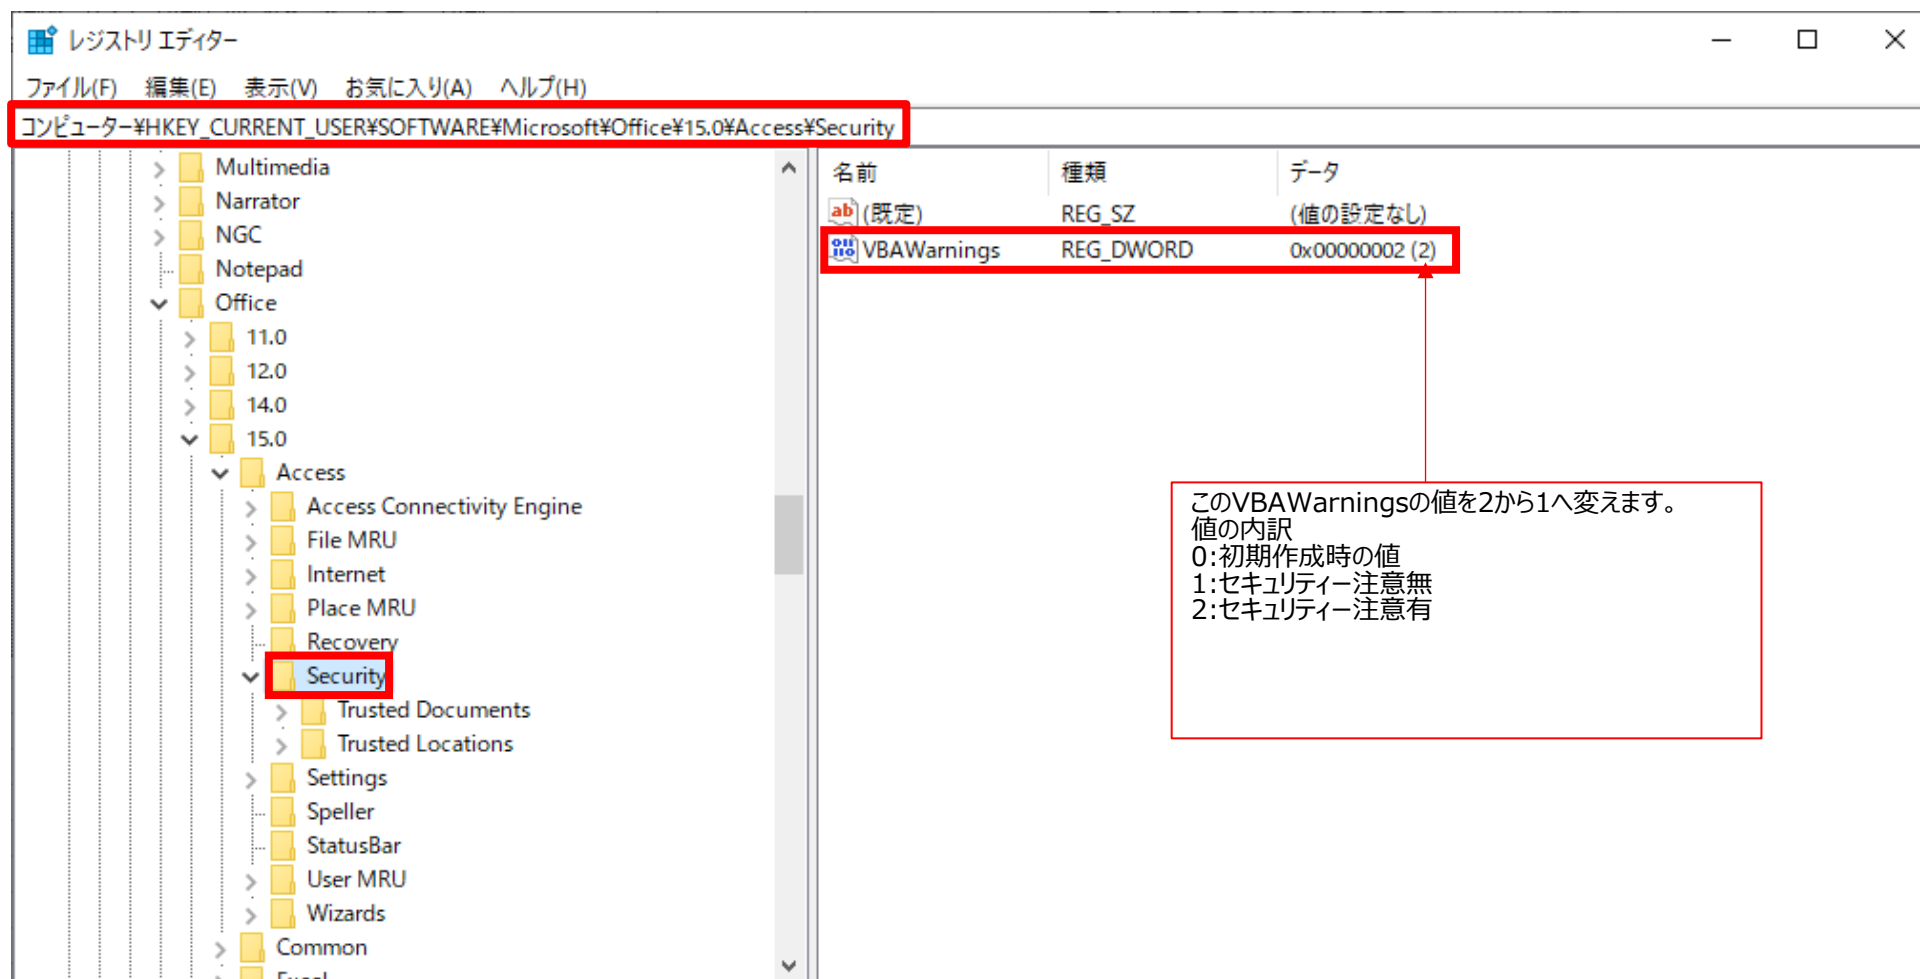 レジストリ エディター
ファイル(F) 編集(E) 表示(V) お気に入り(A) ヘルプ(H)
コンピューター¥HKEY_CURRENT_USER¥SOFTWARE¥Microsoft¥Office¥15.0¥Access¥Security
Multimedia
Narrator
NGC
Notepad
Office
11.0
12.0
14.0
15.0
Access
Access Connectivity Engine
File MRU
Internet
Place MRU
Recovery
Security
Trusted Documents
Trusted Locations
Settings
Speller
StatusBar
User MRU
Wizards
Common
Excel
名前 種類 データ
ab (既定) REG_SZ (値の設定なし)
VBAWarnings REG_DWORD 0x00000002 (2)
このVBAWarningsの値を2から1へ変えます。
値の内訳
0:初期作成時の値
1:セキュリティー注意無
2:セキュリティー注意有